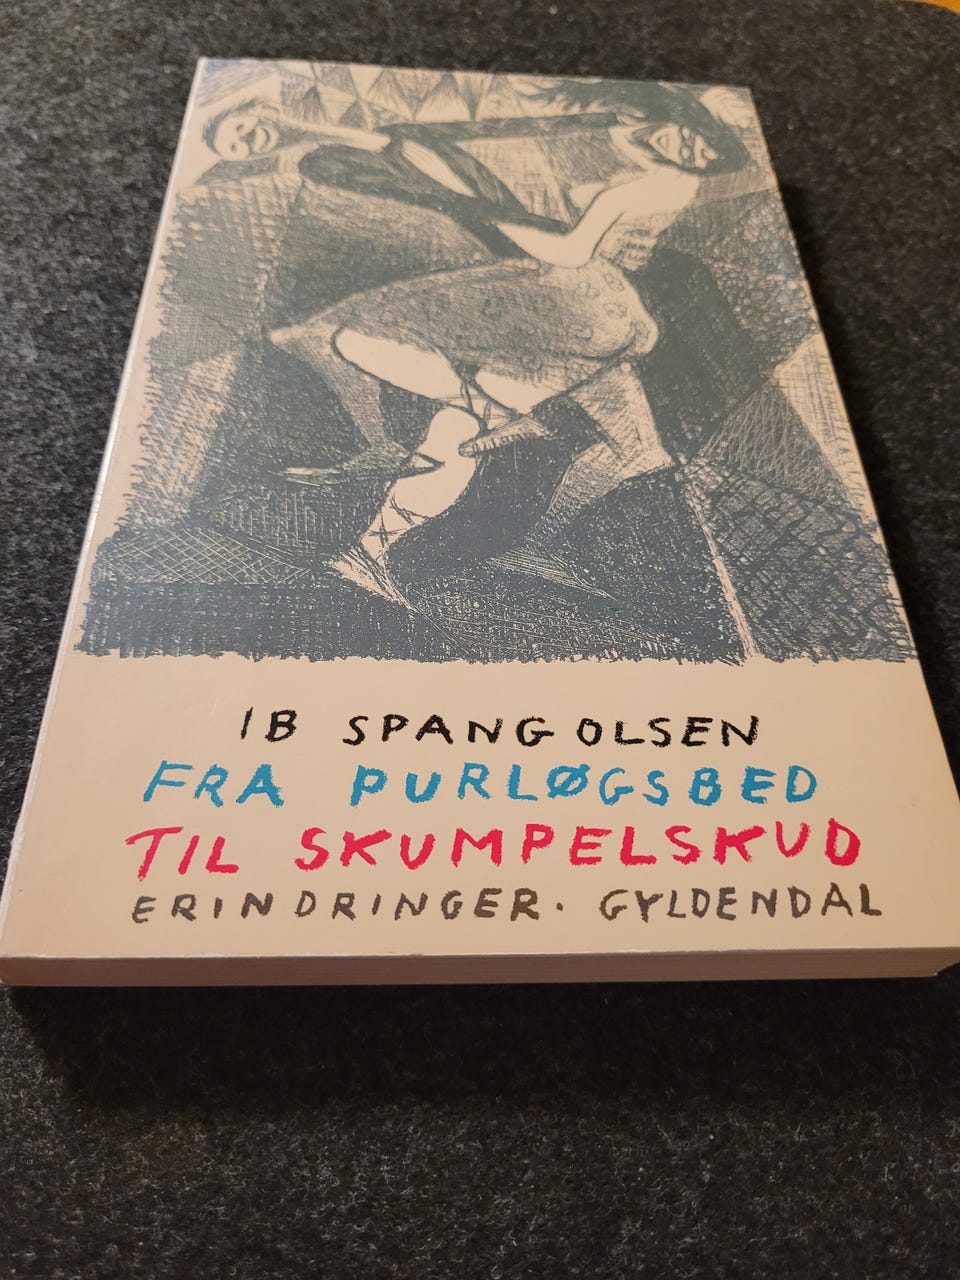 IB SPANG OLSEN
FRA PURLØGSBED
TIL SKUMPELSKUD
ERINDRINGER · GYLDENDAL